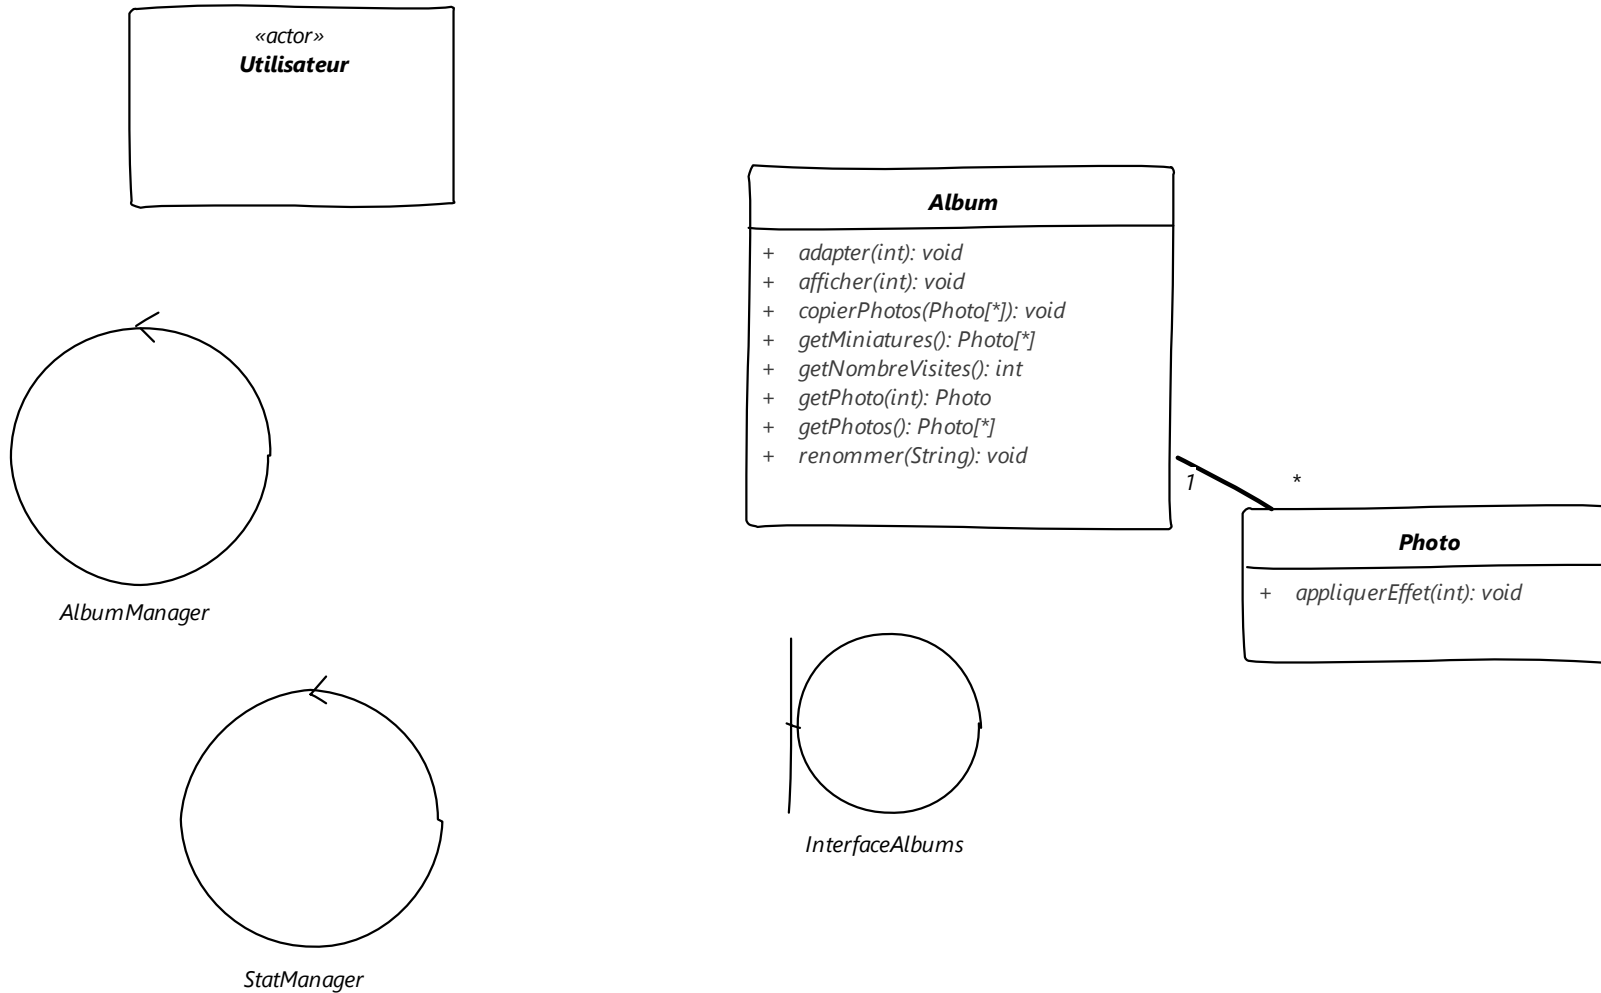 «actor»
Utilisateur
Album
+ adapter(int): void
+ afficher(int): void
+ copierPhotos(Photo[*]): void
+ getMiniatures(): Photo[*]
+ getNombreVisites(): int
+ getPhoto(int): Photo
+ getPhotos(): Photo[*]
+ renommer(String): void
1
*
Photo
+ appliquerEffet(int): void
AlbumManager
InterfaceAlbums
StatManager